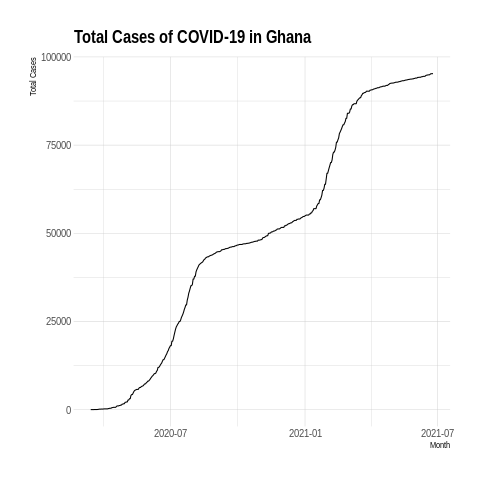 Total Cases of COVID-19 in Ghana
Total Cases
100000
75000
50000
25000
0
2020-07
2021-01
2021-07
Month